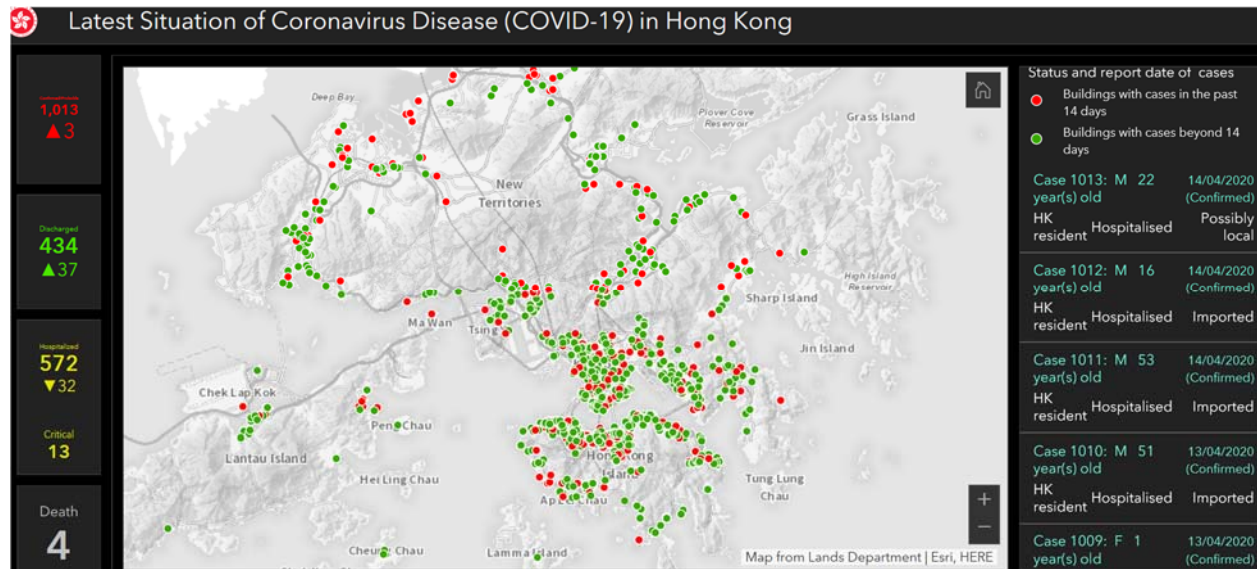 Latest Situation of Coronavirus Disease (COVID-19) in Hong Kong
1,013
▲3
Discharged
434
▲37
Hospitalised
572
▼32
Critical
13
Death
4
Deep Bay
Plover Cove
Reservoir
Grass Island
New
Territories
High Island
Reservoir
Sharp Island
Ma Wan
Tsing
Jin Island
Chek Lap Kok
Peng Chau
Lantau Island
Hei Ling Chau
Island
Tung Lung
Chau
Cheung Chau
Lamma Island
Map from Lands Department | Esri, HERE
+
−
Status and report date of cases
Buildings with cases in the past
14 days
Buildings with cases beyond 14
days
Case 1013: M 22
year(s) old
14/04/2020
(Confirmed)
HK
resident
Hospitalised
Possibly
local
Case 1012: M 16
year(s) old
14/04/2020
(Confirmed)
HK
resident
Hospitalised
Imported
Case 1011: M 53
year(s) old
14/04/2020
(Confirmed)
HK
resident
Hospitalised
Imported
Case 1010: M 51
year(s) old
13/04/2020
(Confirmed)
HK
resident
Hospitalised
Imported
Case 1009: F 1
year(s) old
13/04/2020
(Confirmed)